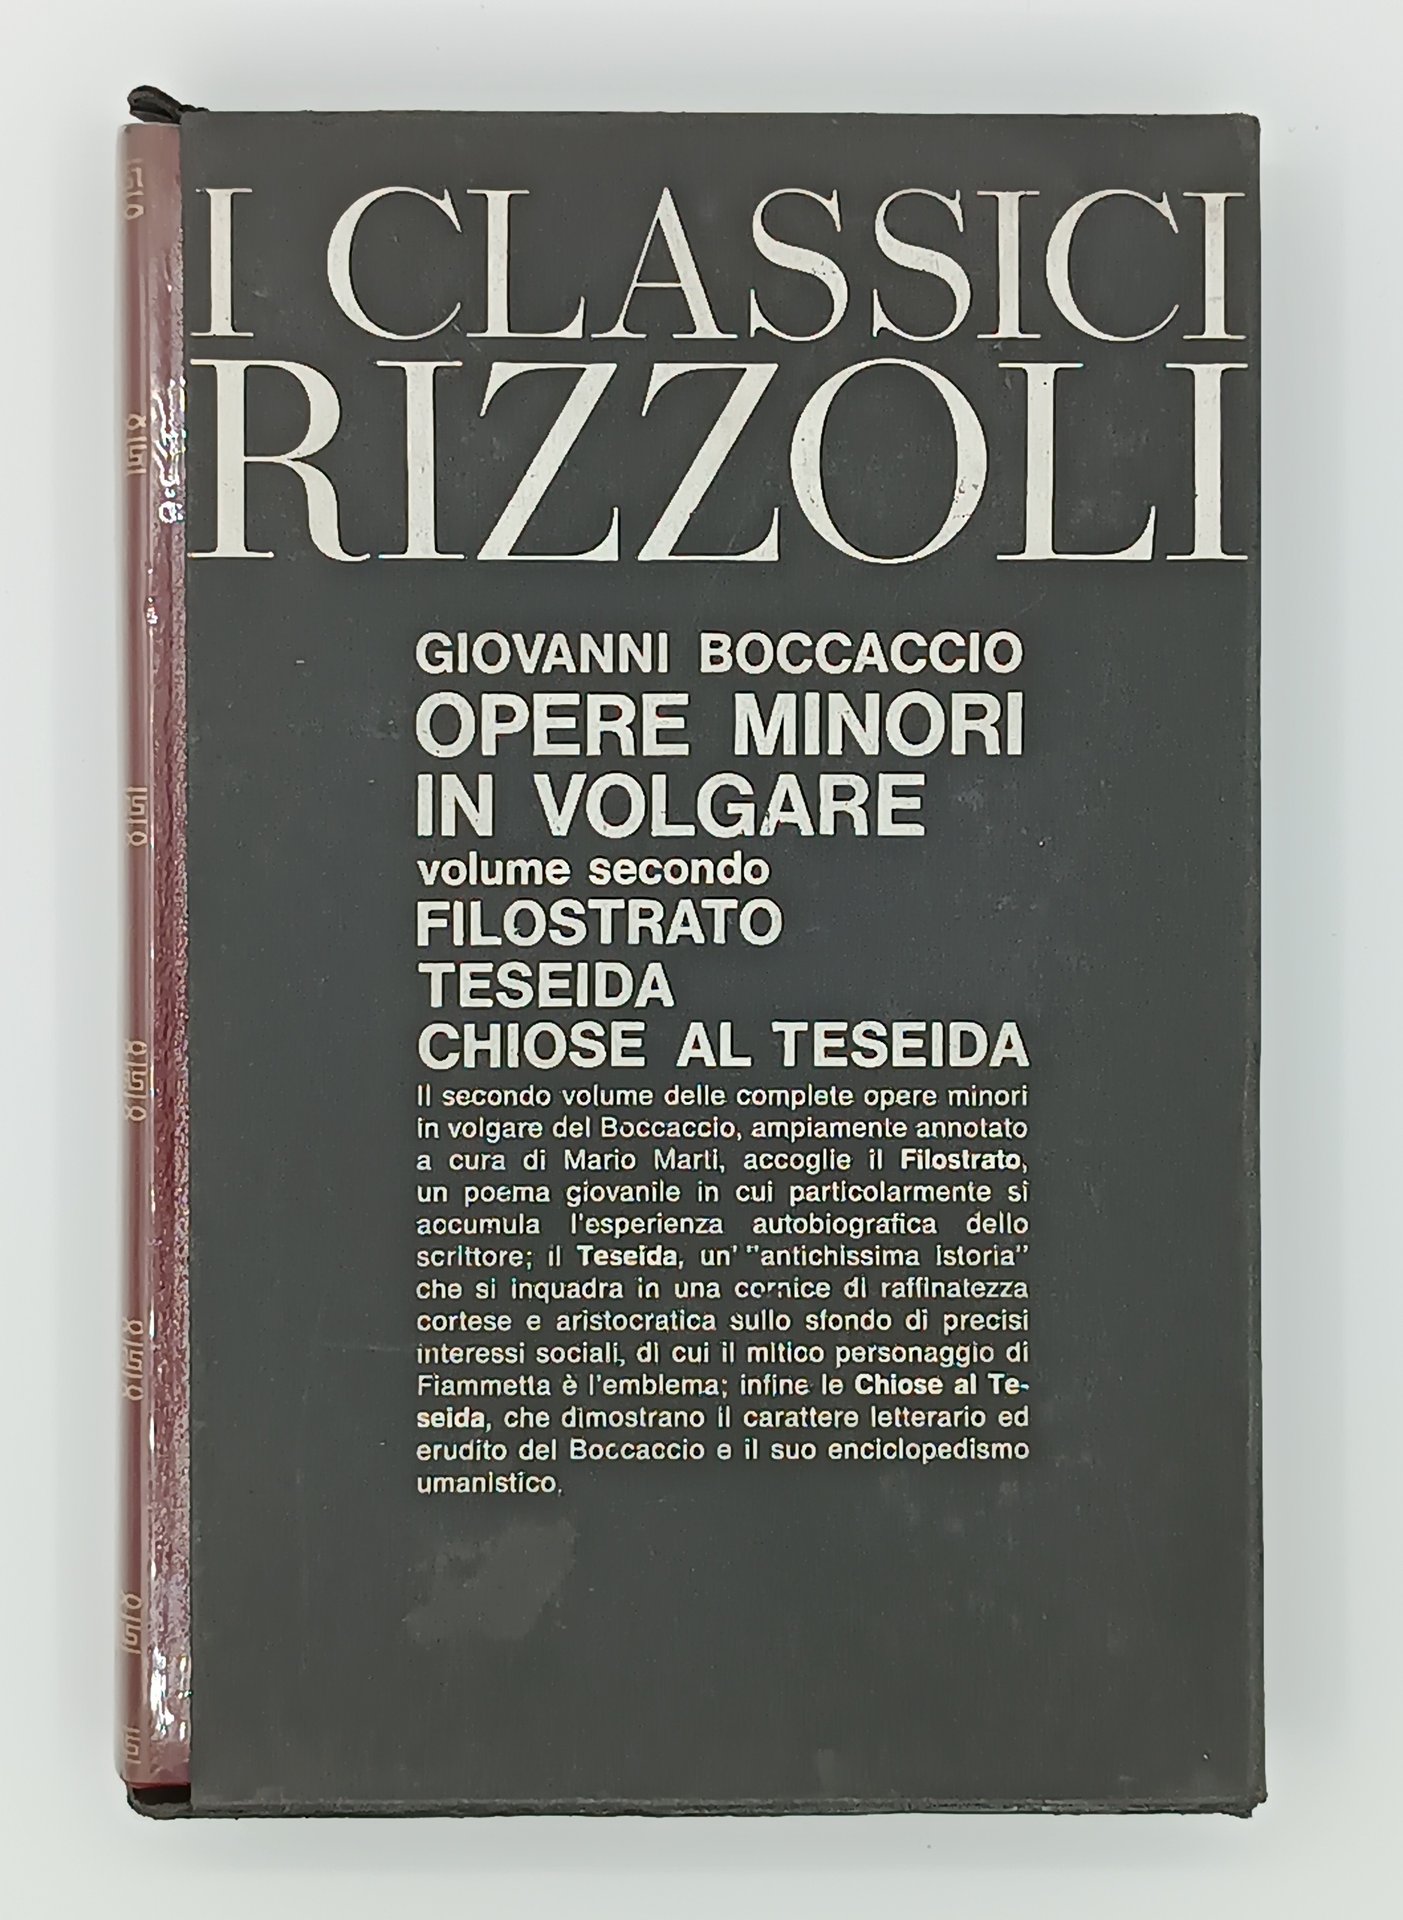 I CLASSICI
RIZZOLI
GIOVANNI BOCCACCIO
OPERE MINORI
IN VOLGARE
volume secondo
FILOSTRATO
TESEIDA
CHIOSE AL TESEIDA
Il secondo volume delle complete opere minori
in volgare del Boccaccio, ampiamente annotato
a cura di Mario Marti, accoglie il Filostrato,
un poema giovanile in cui particolarmente si
accumula l'esperienza autobiografica dello
scrittore; il Teseida, un' "antichissima istoria"
che si inquadra in una cornice di raffinatezza
cortese e aristocratica sullo sfondo di precisi
interessi sociali, di cui il mitico personaggio di
Fiammetta è l'emblema; infine le Chiose al Te-
seida, che dimostrano il carattere letterario ed
erudito del Boccaccio e il suo enciclopedismo
umanistico.